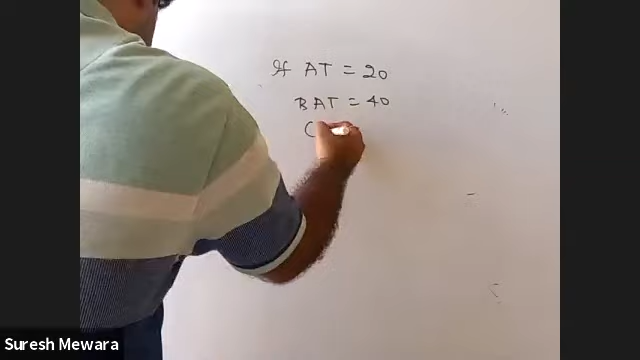 If AT = 20
BAT = 40
C
Suresh Mewara